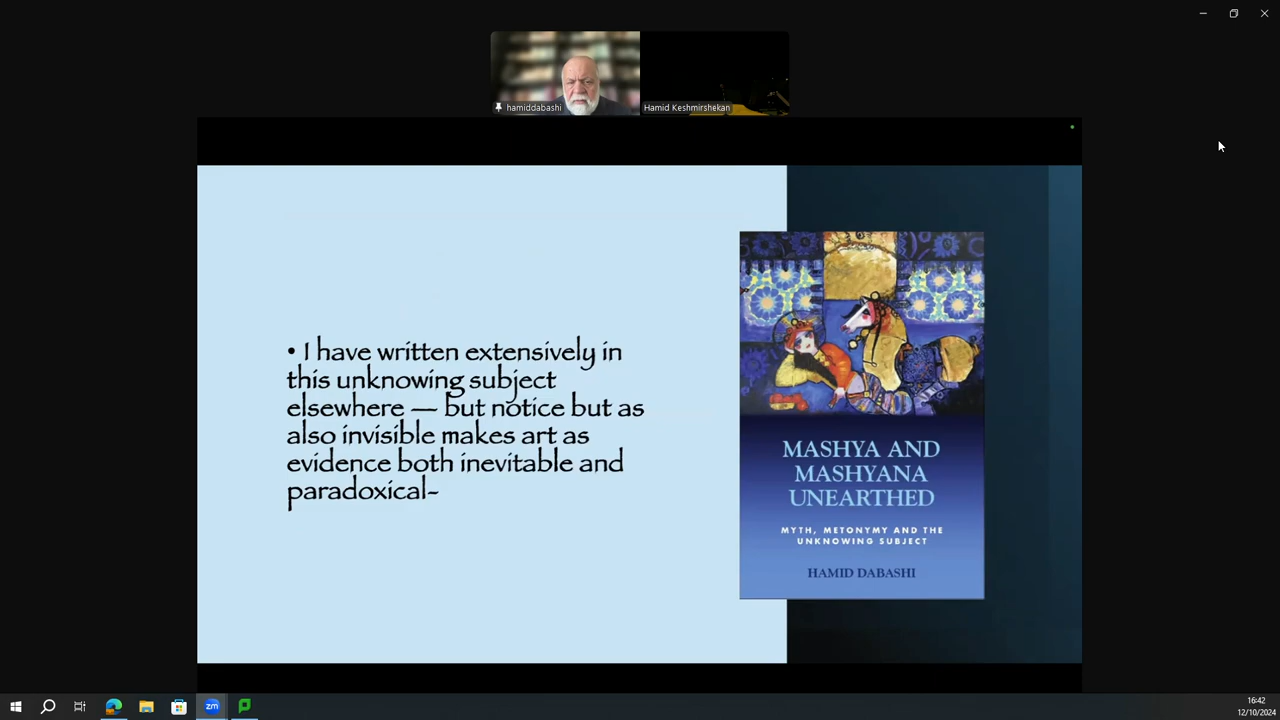 hamiddabashi
Hamid Keshmirshekan
• I have written extensively in
this unknowing subject
elsewhere — but notice but as
also invisible makes art as
evidence both inevitable and
paradoxical-
MASHYA AND
MASHYANA
UNEARTHED
MYTH, METONYMY AND THE
UNKNOWING SUBJECT
HAMID DABASHI
zm
16:42
12/10/2024